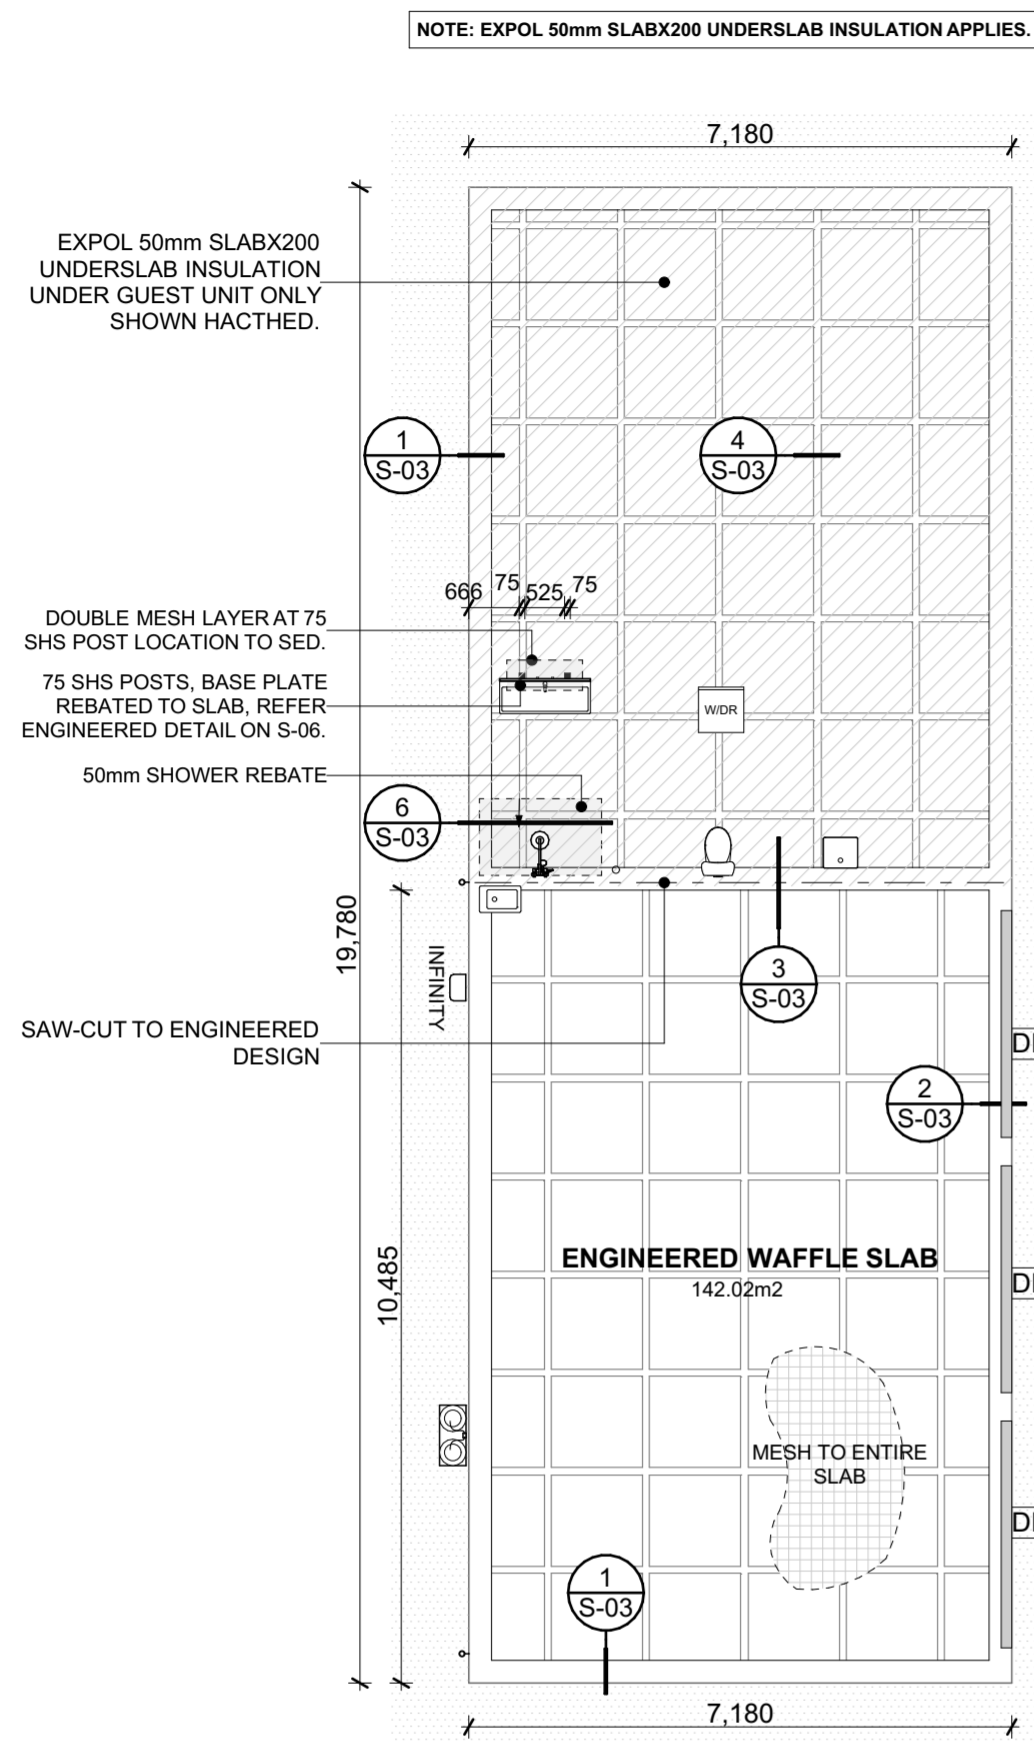 NOTE: EXPOL 50mm SLABX200 UNDERSLAB INSULATION APPLIES.
7,180
EXPOL 50mm SLABX200
UNDERSLAB INSULATION
UNDER GUEST UNIT ONLY
SHOWN HACTHED.
1
S-03
4
S-03
666
75
525
75
DOUBLE MESH LAYER AT 75
SHS POST LOCATION TO SED.
75 SHS POSTS, BASE PLATE
REBATED TO SLAB, REFER
ENGINEERED DETAIL ON S-06.
W/DR
50mm SHOWER REBATE
6
S-03
19,780
INFINITY
3
S-03
SAW-CUT TO ENGINEERED
DESIGN
2
S-03
10,485
ENGINEERED WAFFLE SLAB
142.02m2
MESH TO ENTIRE
SLAB
1
S-03
7,180